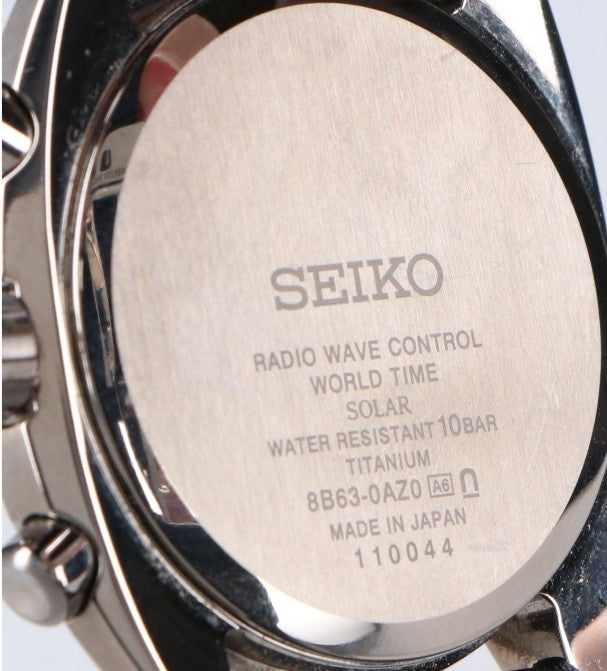 SEIKO
RADIO WAVE CONTROL
WORLD TIME
SOLAR
WATER RESISTANT 10BAR
TITANIUM
8B63-0AZ0 A6
MADE IN JAPAN
110044